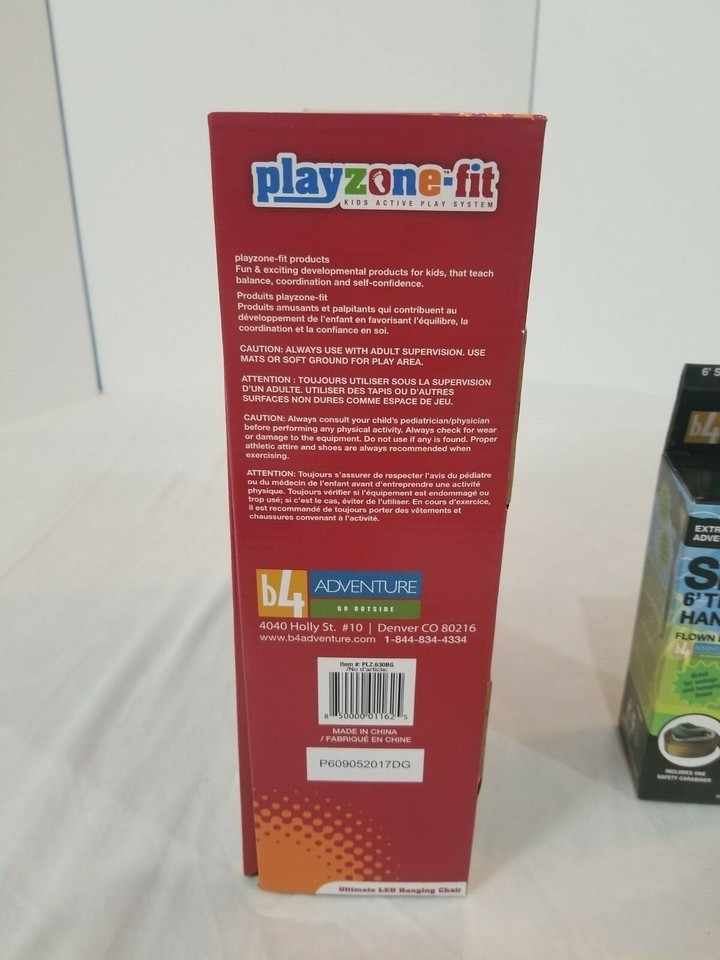 playzone-fit™
KIDS ACTIVE PLAY SYSTEM
playzone-fit products
Fun & exciting developmental products for kids, that teach
balance, coordination and self-confidence.
Produits playzone-fit
Produits amusants et palpitants qui contribuent au
développement de l'enfant en favorisant l'équilibre, la
coordination et la confiance en soi.
CAUTION: ALWAYS USE WITH ADULT SUPERVISION. USE
MATS OR SOFT GROUND FOR PLAY AREA.
ATTENTION : TOUJOURS UTILISER SOUS LA SUPERVISION
D'UN ADULTE. UTILISER DES TAPIS OU D'AUTRES
SURFACES NON DURES COMME ESPACE DE JEU.
CAUTION: Always consult your child's pediatrician/physician
before performing any physical activity. Always check for wear
or damage to the equipment. Do not use if any is found. Proper
athletic attire and shoes are always recommended when
exercising.
ATTENTION: Toujours s'assurer de respecter l'avis du pédiatre
ou du médecin de l'enfant avant d'entreprendre une activité
physique. Toujours vérifier si l'équipement est endommagé ou
trop usé; si c'est le cas, éviter de l'utiliser. En cours d'exercice,
il est recommandé de toujours porter des vêtements et
chaussures convenant à l'activité.
b4 ADVENTURE
GO OUTSIDE
4040 Holly St. #10 | Denver CO 80216
www.b4adventure.com 1-844-834-4334
Item #: PLZ.630BG
/No d'article:
8 50000 01162 5
MADE IN CHINA
/ FABRIQUÉ EN CHINE
P609052017DG
Ultimate LED Hanging Chair
6' S
b4
EXTR
ADVE
S
6' T
HAN
FLOWN
b4
INCLUDES ONE
SAFETY CARABINER